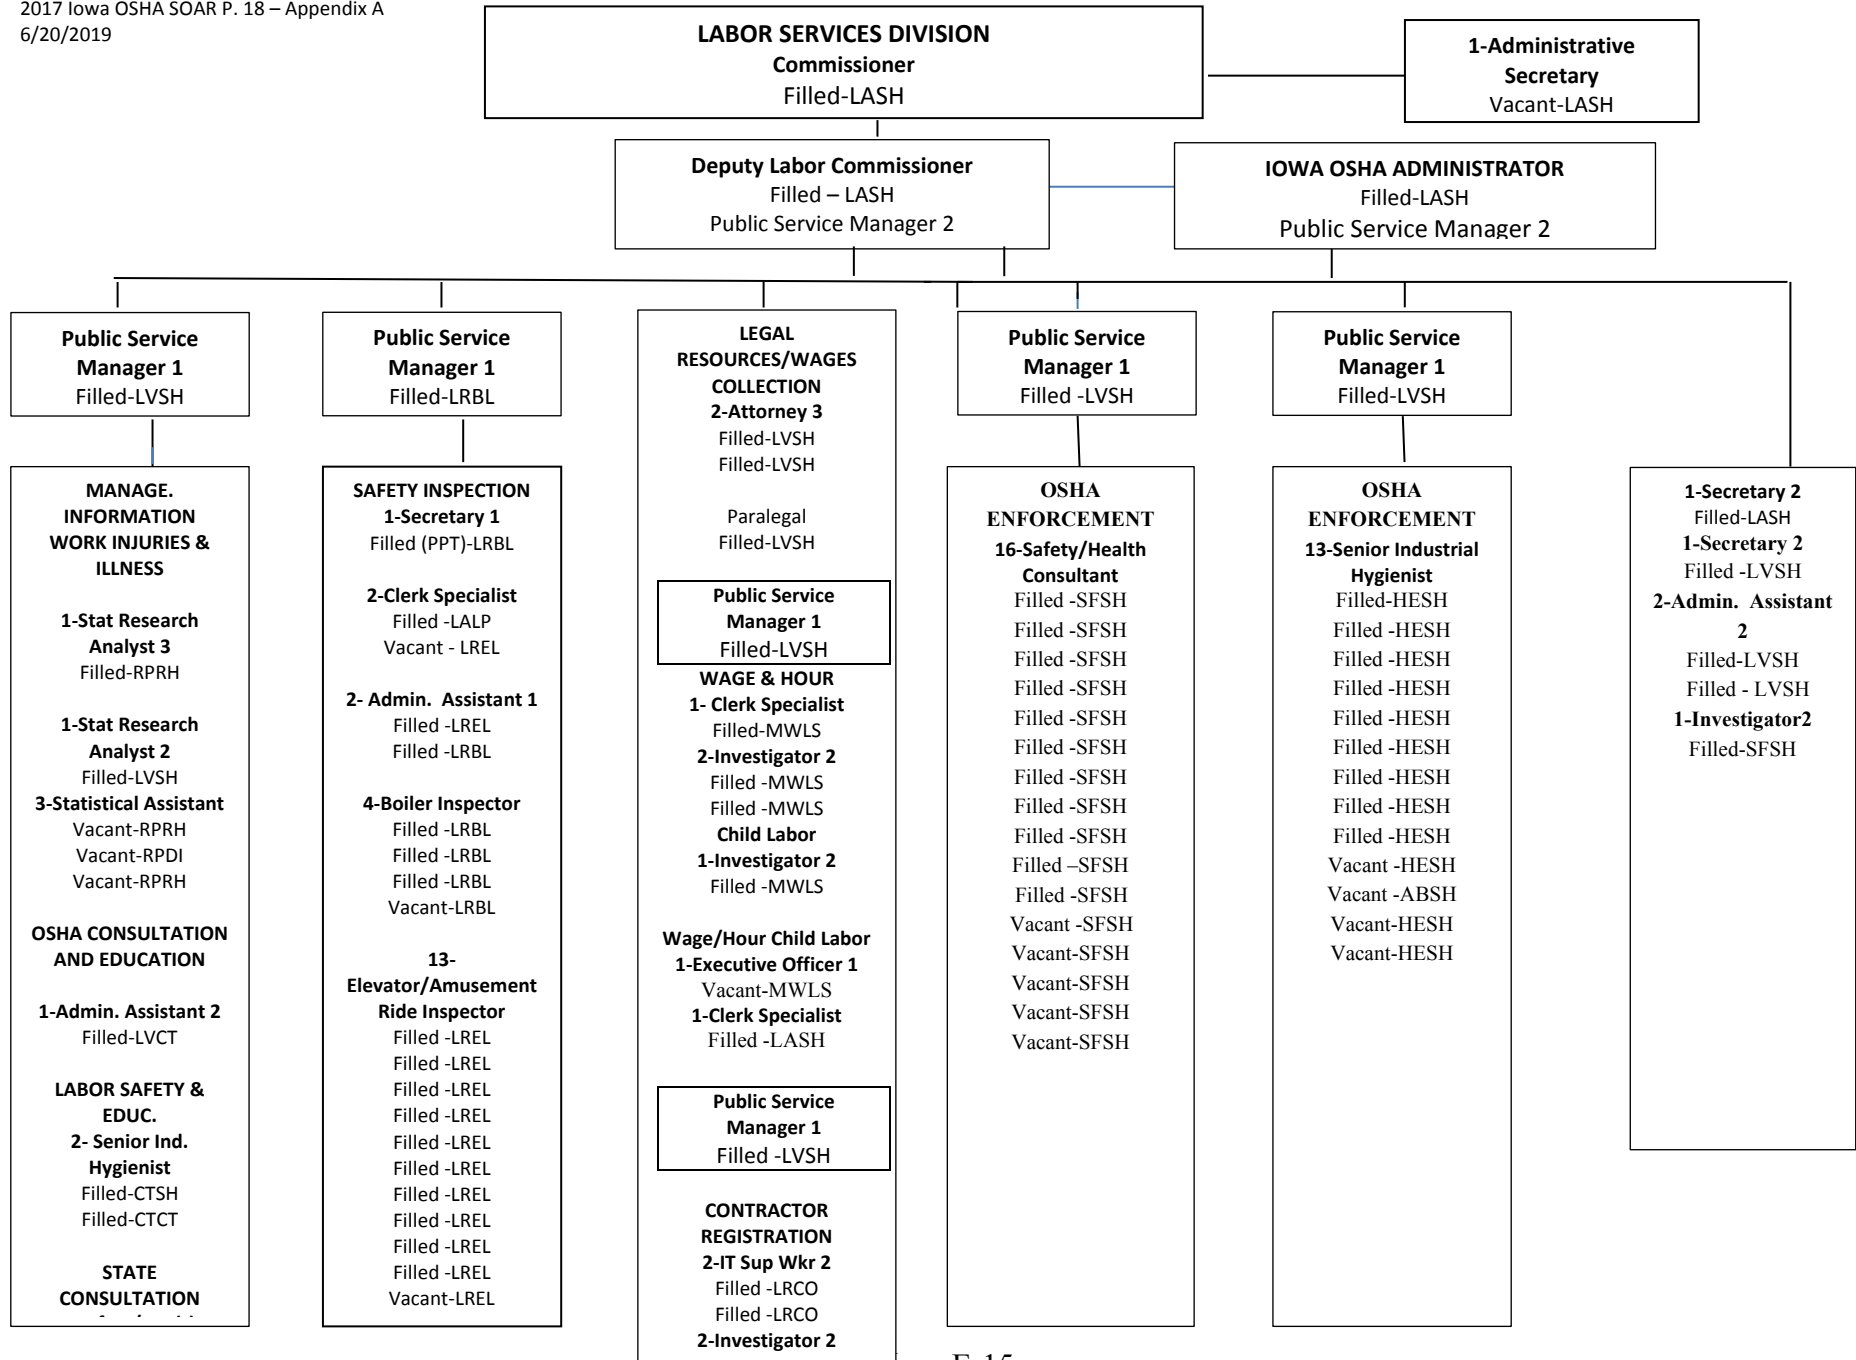 2017 Iowa OSHA SOAR P. 18 – Appendix A
6/20/2019
LABOR SERVICES DIVISION
Commissioner
Filled-LASH
1-Administrative
Secretary
Vacant-LASH
Deputy Labor Commissioner
Filled – LASH
Public Service Manager 2
IOWA OSHA ADMINISTRATOR
Filled-LASH
Public Service Manager 2
Public Service
Manager 1
Filled-LVSH
MANAGE.
INFORMATION
WORK INJURIES &
ILLNESS
1-Stat Research
Analyst 3
Filled-RPRH
1-Stat Research
Analyst 2
Filled-LVSH
3-Statistical Assistant
Vacant-RPRH
Vacant-RPDI
Vacant-RPRH
OSHA CONSULTATION
AND EDUCATION
1-Admin. Assistant 2
Filled-LVCT
LABOR SAFETY &
EDUC.
2- Senior Ind.
Hygienist
Filled-CTSH
Filled-CTCT
STATE
CONSULTATION
Public Service
Manager 1
Filled-LRBL
SAFETY INSPECTION
1-Secretary 1
Filled (PPT)-LRBL
2-Clerk Specialist
Filled -LALP
Vacant - LREL
2- Admin.  Assistant 1
Filled -LREL
Filled -LRBL
4-Boiler Inspector
Filled -LRBL
Filled -LRBL
Filled -LRBL
Vacant-LRBL
13-
Elevator/Amusement
Ride Inspector
Filled -LREL
Filled -LREL
Filled -LREL
Filled -LREL
Filled -LREL
Filled -LREL
Filled -LREL
Filled -LREL
Filled -LREL
Filled -LREL
Vacant-LREL
LEGAL
RESOURCES/WAGES
COLLECTION
2-Attorney 3
Filled-LVSH
Filled-LVSH
Paralegal
Filled-LVSH
Public Service
Manager 1
Filled-LVSH
WAGE & HOUR
1- Clerk Specialist
Filled-MWLS
2-Investigator 2
Filled -MWLS
Filled -MWLS
Child Labor
1-Investigator 2
Filled -MWLS
Wage/Hour Child Labor
1-Executive Officer 1
Vacant-MWLS
1-Clerk Specialist
Filled -LASH
Public Service
Manager 1
Filled -LVSH
CONTRACTOR
REGISTRATION
2-IT Sup Wkr 2
Filled -LRCO
Filled -LRCO
2-Investigator 2
Public Service
Manager 1
Filled -LVSH
OSHA
ENFORCEMENT
16-Safety/Health
Consultant
Filled -SFSH
Filled -SFSH
Filled -SFSH
Filled -SFSH
Filled -SFSH
Filled -SFSH
Filled -SFSH
Filled -SFSH
Filled -SFSH
Filled –SFSH
Filled -SFSH
Vacant -SFSH
Vacant-SFSH
Vacant-SFSH
Vacant-SFSH
Vacant-SFSH
Public Service
Manager 1
Filled-LVSH
OSHA
ENFORCEMENT
13-Senior Industrial
Hygienist
Filled-HESH
Filled -HESH
Filled -HESH
Filled -HESH
Filled -HESH
Filled -HESH
Filled -HESH
Filled -HESH
Filled -HESH
Vacant -HESH
Vacant -ABSH
Vacant-HESH
Vacant-HESH
1-Secretary 2
Filled-LASH
1-Secretary 2
Filled -LVSH
2-Admin.  Assistant
2
Filled-LVSH
Filled - LVSH
1-Investigator2
Filled-SFSH